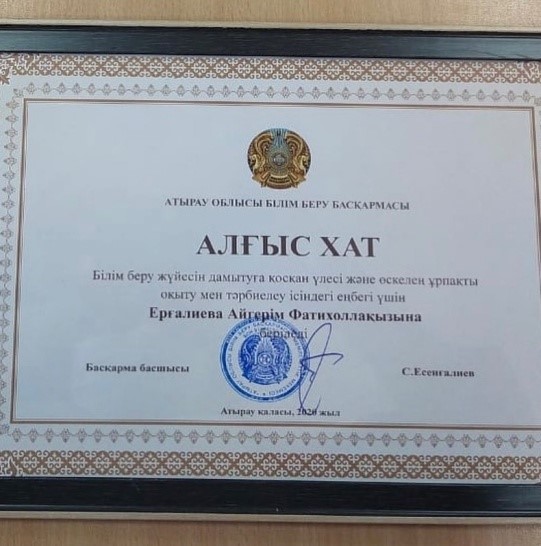 АТЫРАУ ОБЛЫСЫ БІЛІМ БЕРУ БАСҚАРМАСЫ
АЛҒЫС ХАТ
Білім беру жүйесін дамытуға қосқан үлесі және өскелең ұрпақты
оқыту мен тәрбиелеу ісіндегі еңбегі үшін
Ерғалиева Айгерім Фатихоллақызына
беріледі
Басқарма басшысы
С.Есенғалиев
Атырау қаласы, 2020 жыл